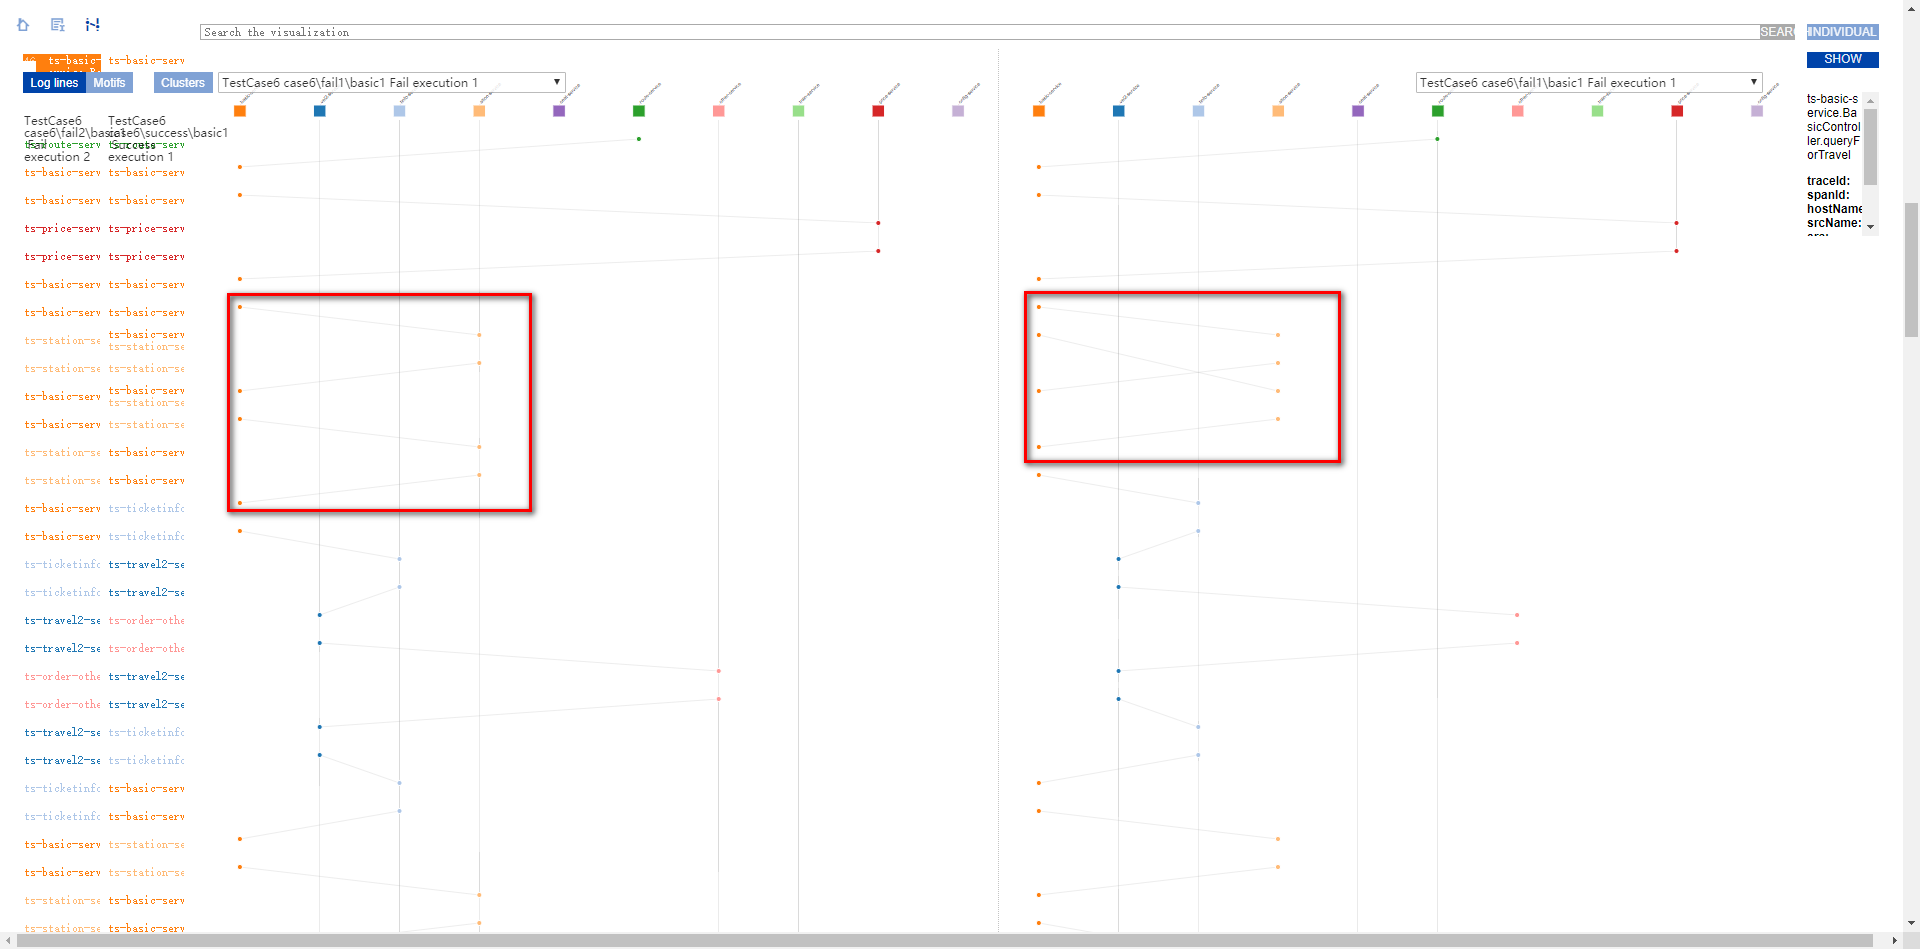 Search the visualization
SEARC
INDIVIDUAL
ts-basic-
ts-basic-serv
SHOW
Log lines
Motifs
Clusters
TestCase6 case6\fail1\basic1 Fail execution 1
TestCase6 case6\fail1\basic1 Fail execution 1
TestCase6
case6\fail2\basic1
Fail
execution 2
TestCase6
case6\success\basic1
Success
execution 1
ts-basic-s
ervice.Ba
sicControl
ler.queryF
orTravel
traceId:
spanId:
hostName
srcName:
ts-route-serv
ts-basic-serv ts-basic-serv
ts-basic-serv ts-basic-serv
ts-price-serv ts-price-serv
ts-price-serv ts-price-serv
ts-basic-serv ts-basic-serv
ts-basic-serv ts-basic-serv
ts-basic-serv
ts-station-se ts-station-se
ts-station-se ts-station-se
ts-basic-serv ts-basic-serv
ts-station-se
ts-basic-serv ts-station-se
ts-station-se ts-basic-serv
ts-station-se ts-basic-serv
ts-basic-serv ts-ticketinfo
ts-basic-serv ts-ticketinfo
ts-ticketinfo ts-travel2-se
ts-ticketinfo ts-travel2-se
ts-travel2-se ts-order-othe
ts-travel2-se ts-order-othe
ts-order-othe ts-travel2-se
ts-order-othe ts-travel2-se
ts-travel2-se ts-ticketinfo
ts-travel2-se ts-ticketinfo
ts-ticketinfo ts-basic-serv
ts-ticketinfo ts-basic-serv
ts-basic-serv ts-station-se
ts-basic-serv ts-station-se
ts-station-se ts-basic-serv
ts-station-se ts-basic-serv